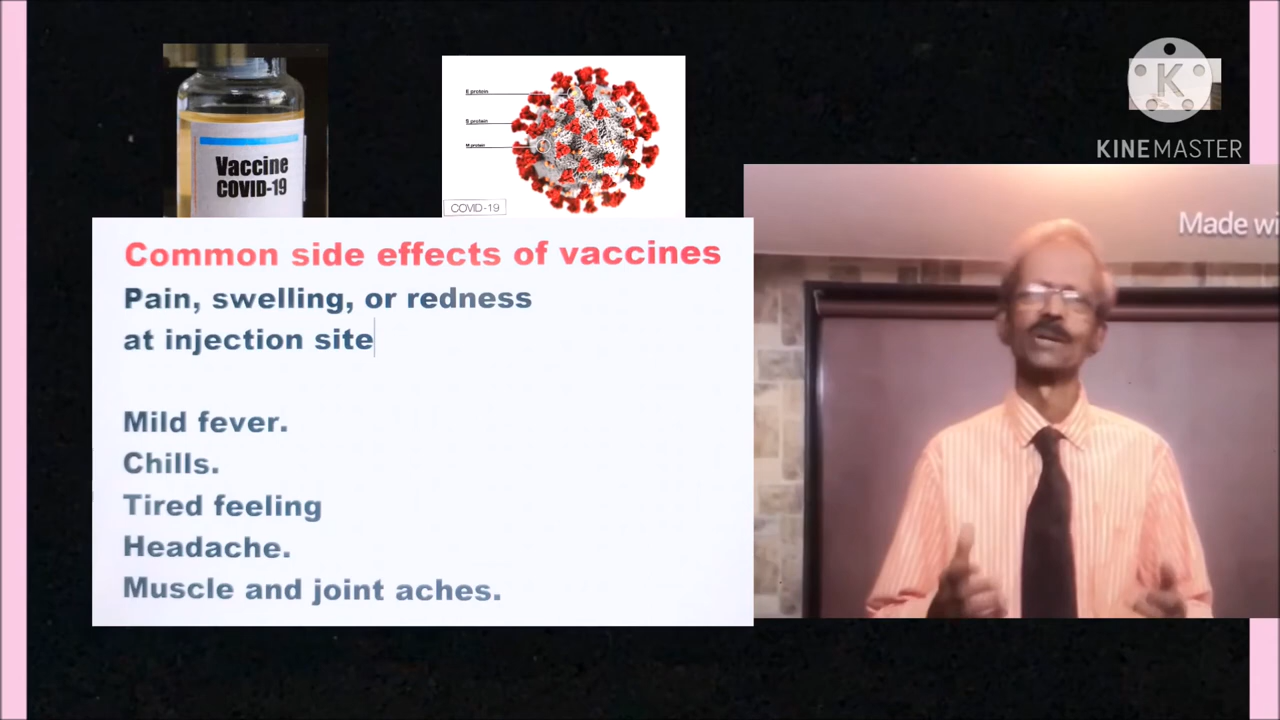 Vaccine
COVID-19
E protein
S protein
M protein
COVID-19
K
KINEMASTER
Made wi
Common side effects of vaccines
Pain, swelling, or redness
at injection site
Mild fever.
Chills.
Tired feeling
Headache.
Muscle and joint aches.